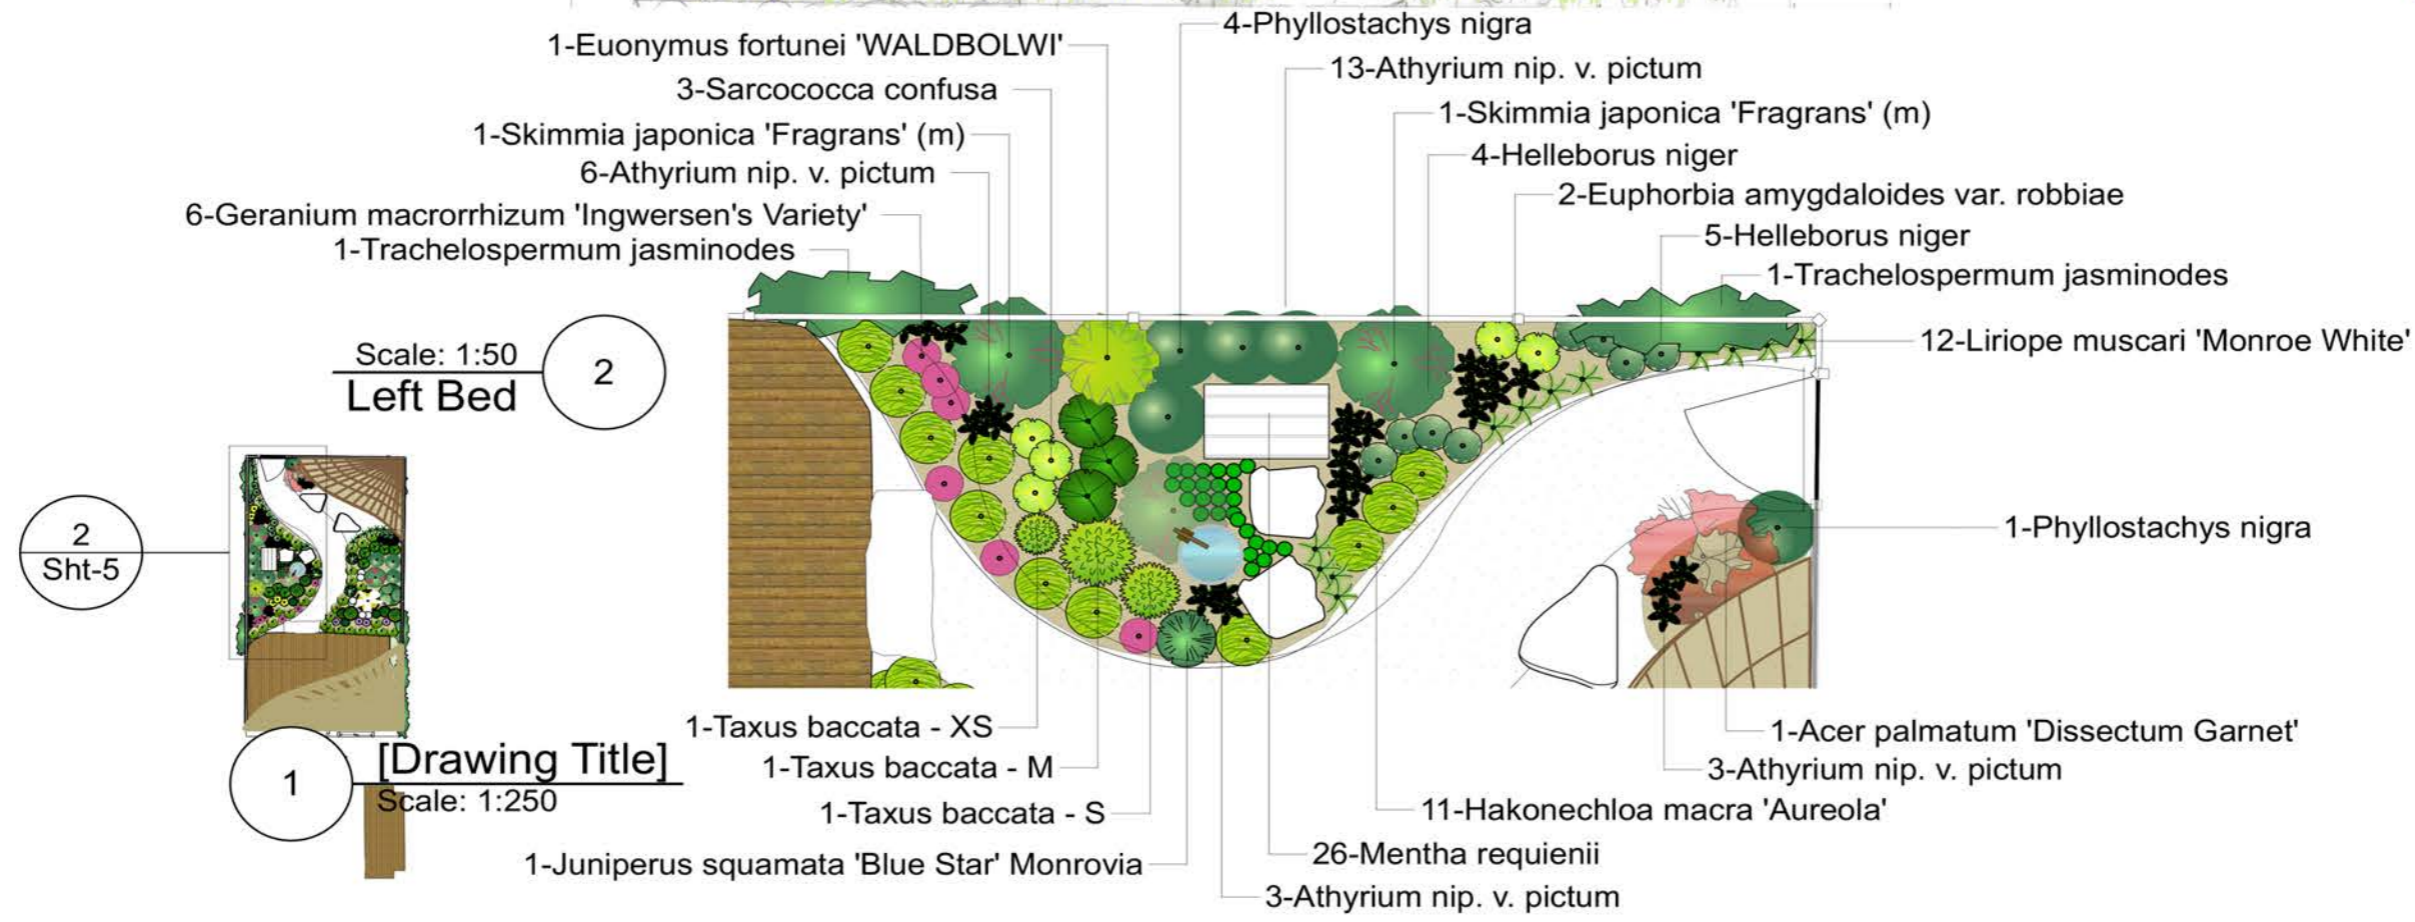 4-Phyllostachys nigra
1-Euonymus fortunei 'WALDBOLWI'
13-Athyrium nip. v. pictum
3-Sarcococca confusa
1-Skimmia japonica 'Fragrans' (m)
1-Skimmia japonica 'Fragrans' (m)
4-Helleborus niger
6-Athyrium nip. v. pictum
2-Euphorbia amygdaloides var. robbiae
6-Geranium macrorrhizum 'Ingwersen's Variety'
5-Helleborus niger
1-Trachelospermum jasminodes
1-Trachelospermum jasminodes
12-Liriope muscari 'Monroe White'
Scale: 1:50
Left Bed
2
2
Sht-5
1-Phyllostachys nigra
1-Taxus baccata - XS
1-Acer palmatum 'Dissectum Garnet'
1
[Drawing Title]
Scale: 1:250
1-Taxus baccata - M
3-Athyrium nip. v. pictum
1-Taxus baccata - S
11-Hakonechloa macra 'Aureola'
26-Mentha requienii
1-Juniperus squamata 'Blue Star' Monrovia
3-Athyrium nip. v. pictum